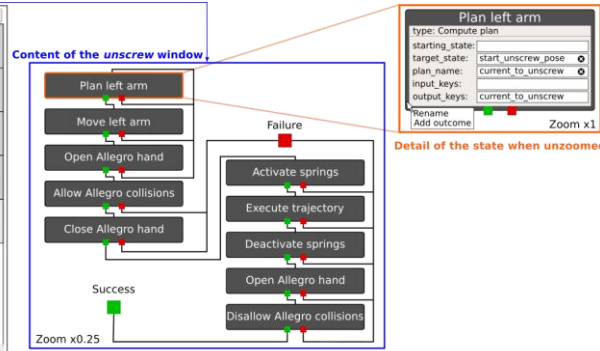 Content of the unscrew window
Plan left arm
Move left arm
Open Allegro hand
Allow Allegro collisions
Close Allegro hand
Success
Zoom x0.25
Failure
Activate springs
Execute trajectory
Deactivate springs
Open Allegro hand
Disallow Allegro collisions
Plan left arm
type: Compute plan
starting_state:
target_state: start_unscrew_pose
plan_name: current_to_unscrew
input_keys:
output_keys: current_to_unscrew
Rename
Add outcome
Zoom x1
Detail of the state when unzoomed